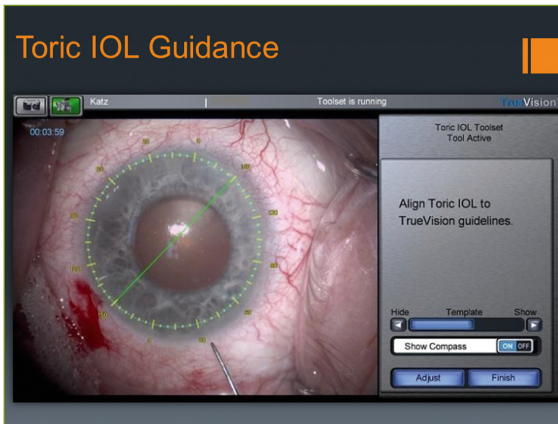 Toric IOL Guidance
Katz
Toolset is running
TrueVision
00:03:59
Toric IOL Toolset
Tool Active
Align Toric IOL to
TrueVision guidelines.
Hide Template Show
Show Compass ON OFF
Adjust Finish